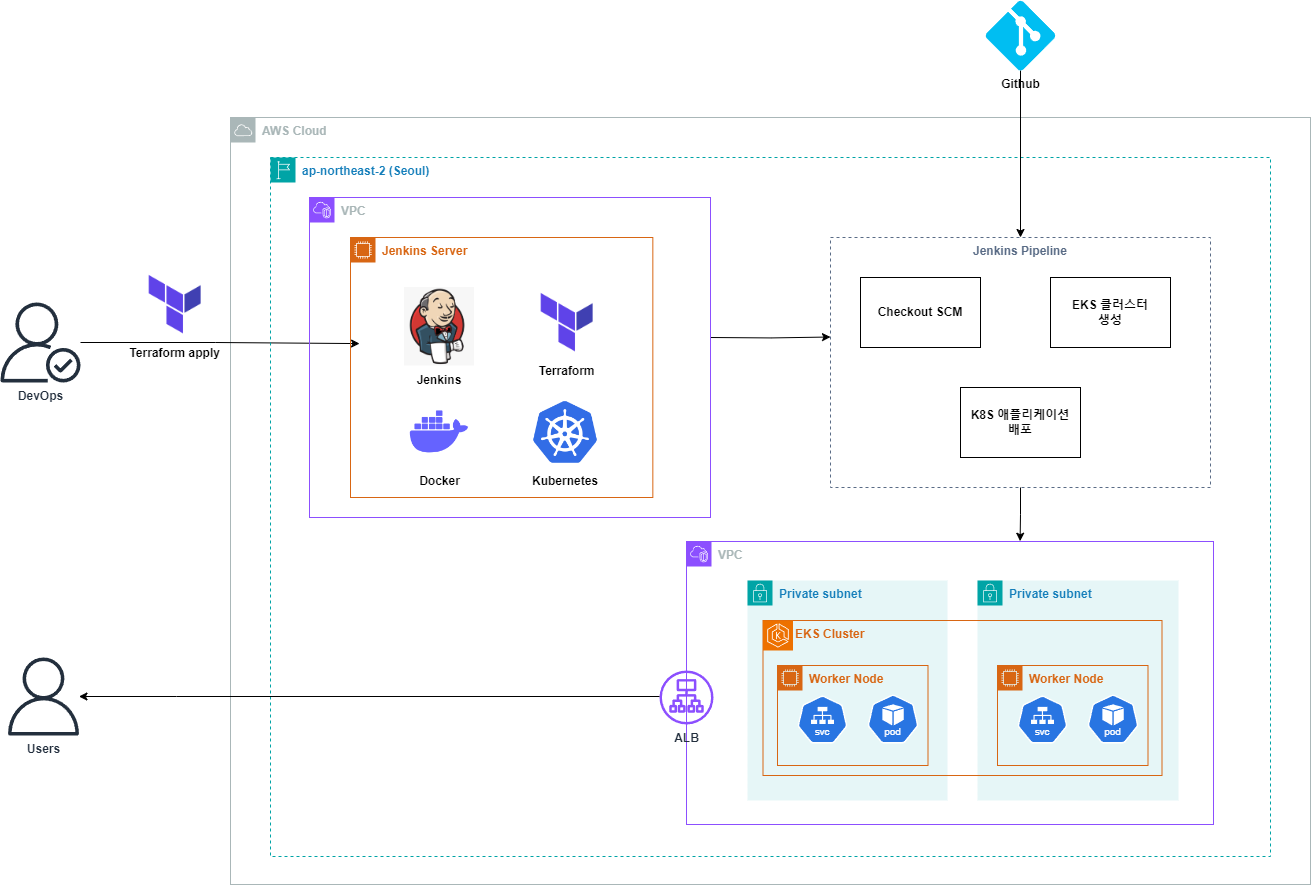 Github
AWS Cloud
ap-northeast-2 (Seoul)
VPC
Jenkins Server
Jenkins
Terraform
Docker
Kubernetes
Terraform apply
DevOps
Jenkins Pipeline
Checkout SCM
EKS 클러스터
생성
K8S 애플리케이션
배포
VPC
Private subnet
Private subnet
EKS Cluster
Worker Node
svc
pod
Worker Node
svc
pod
ALB
Users